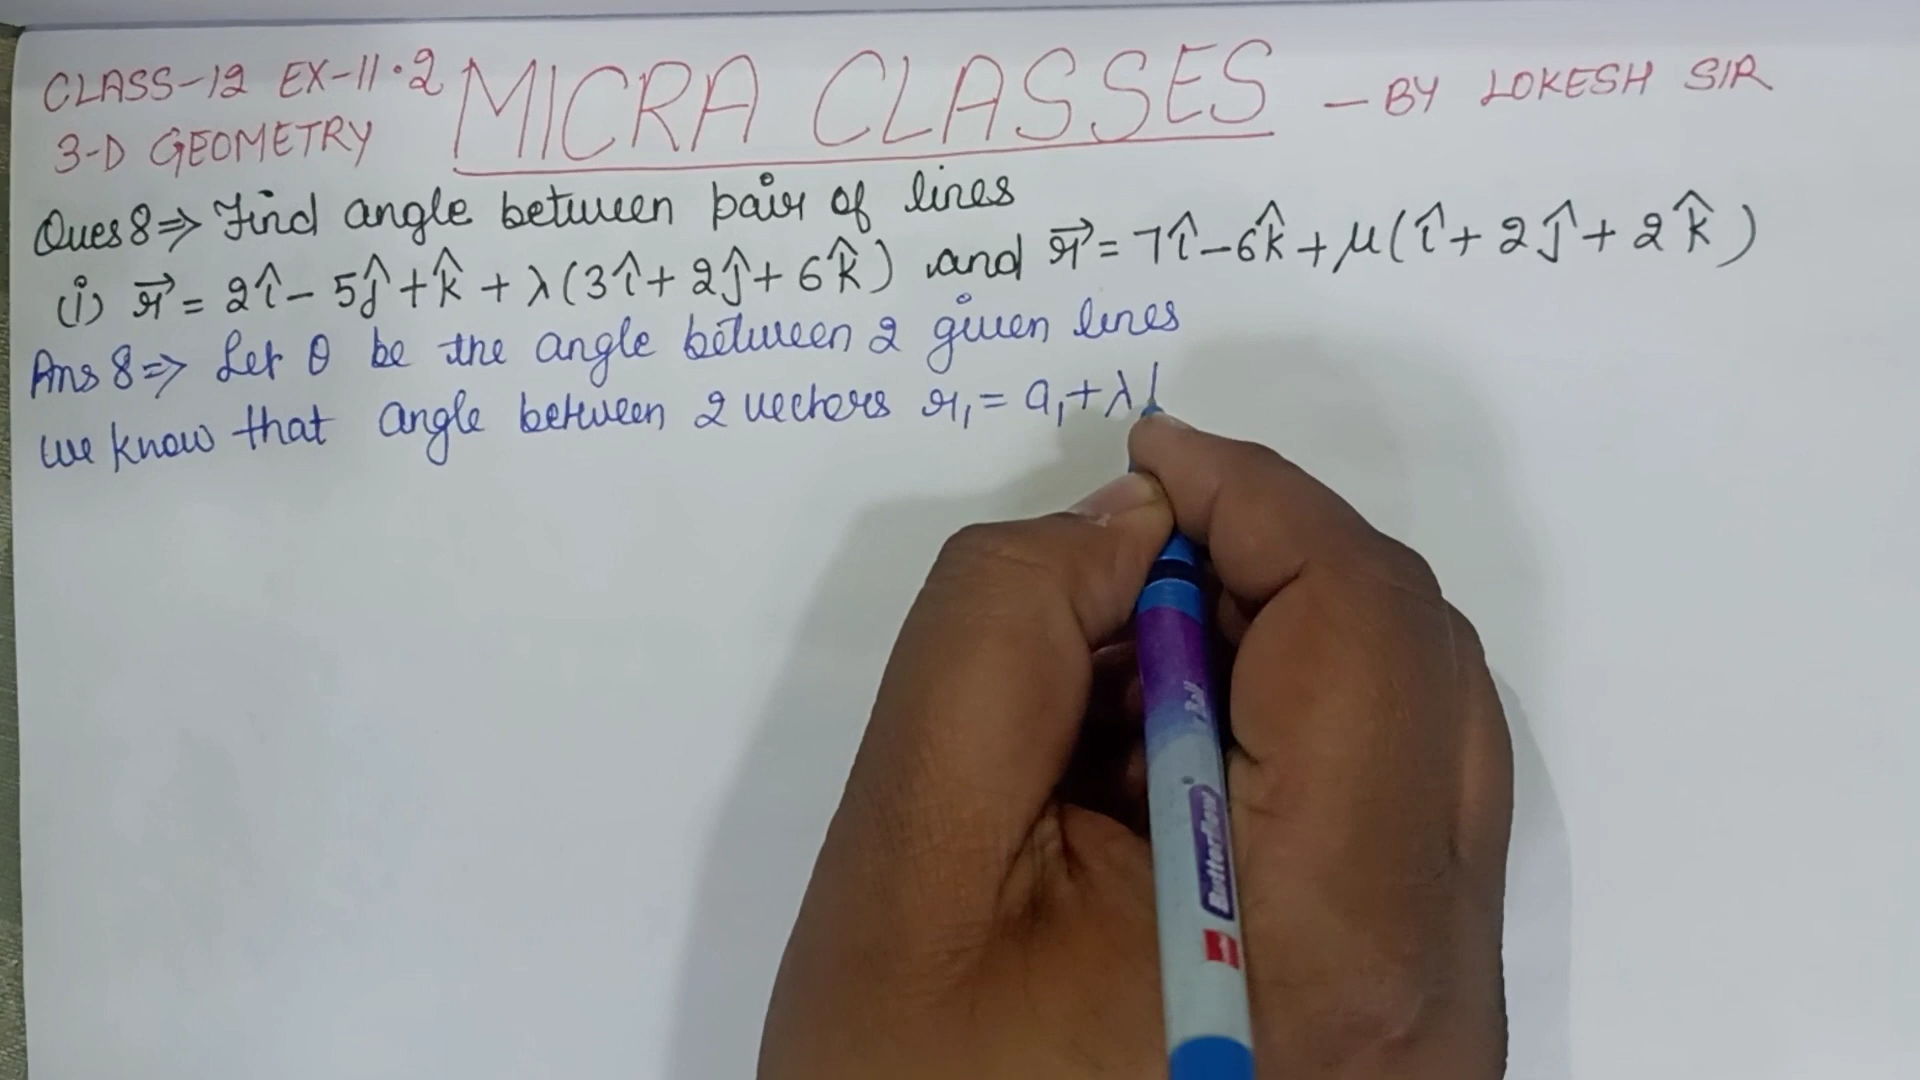 CLASS-12 EX-11.2 MICRA CLASSES - BY LOKESH SIR
3-D GEOMETRY
Ques 8⇒ Find angle between pair of lines
(i) r⃗ = 2î - 5ĵ + k̂ + λ(3î + 2ĵ + 6k̂) and r⃗ = 7î - 6k̂ + μ(î + 2ĵ + 2k̂)
Ans 8⇒ Let θ be the angle between 2 given lines
we know that angle between 2 vectors r₁ = a₁ + λ
Butterflow